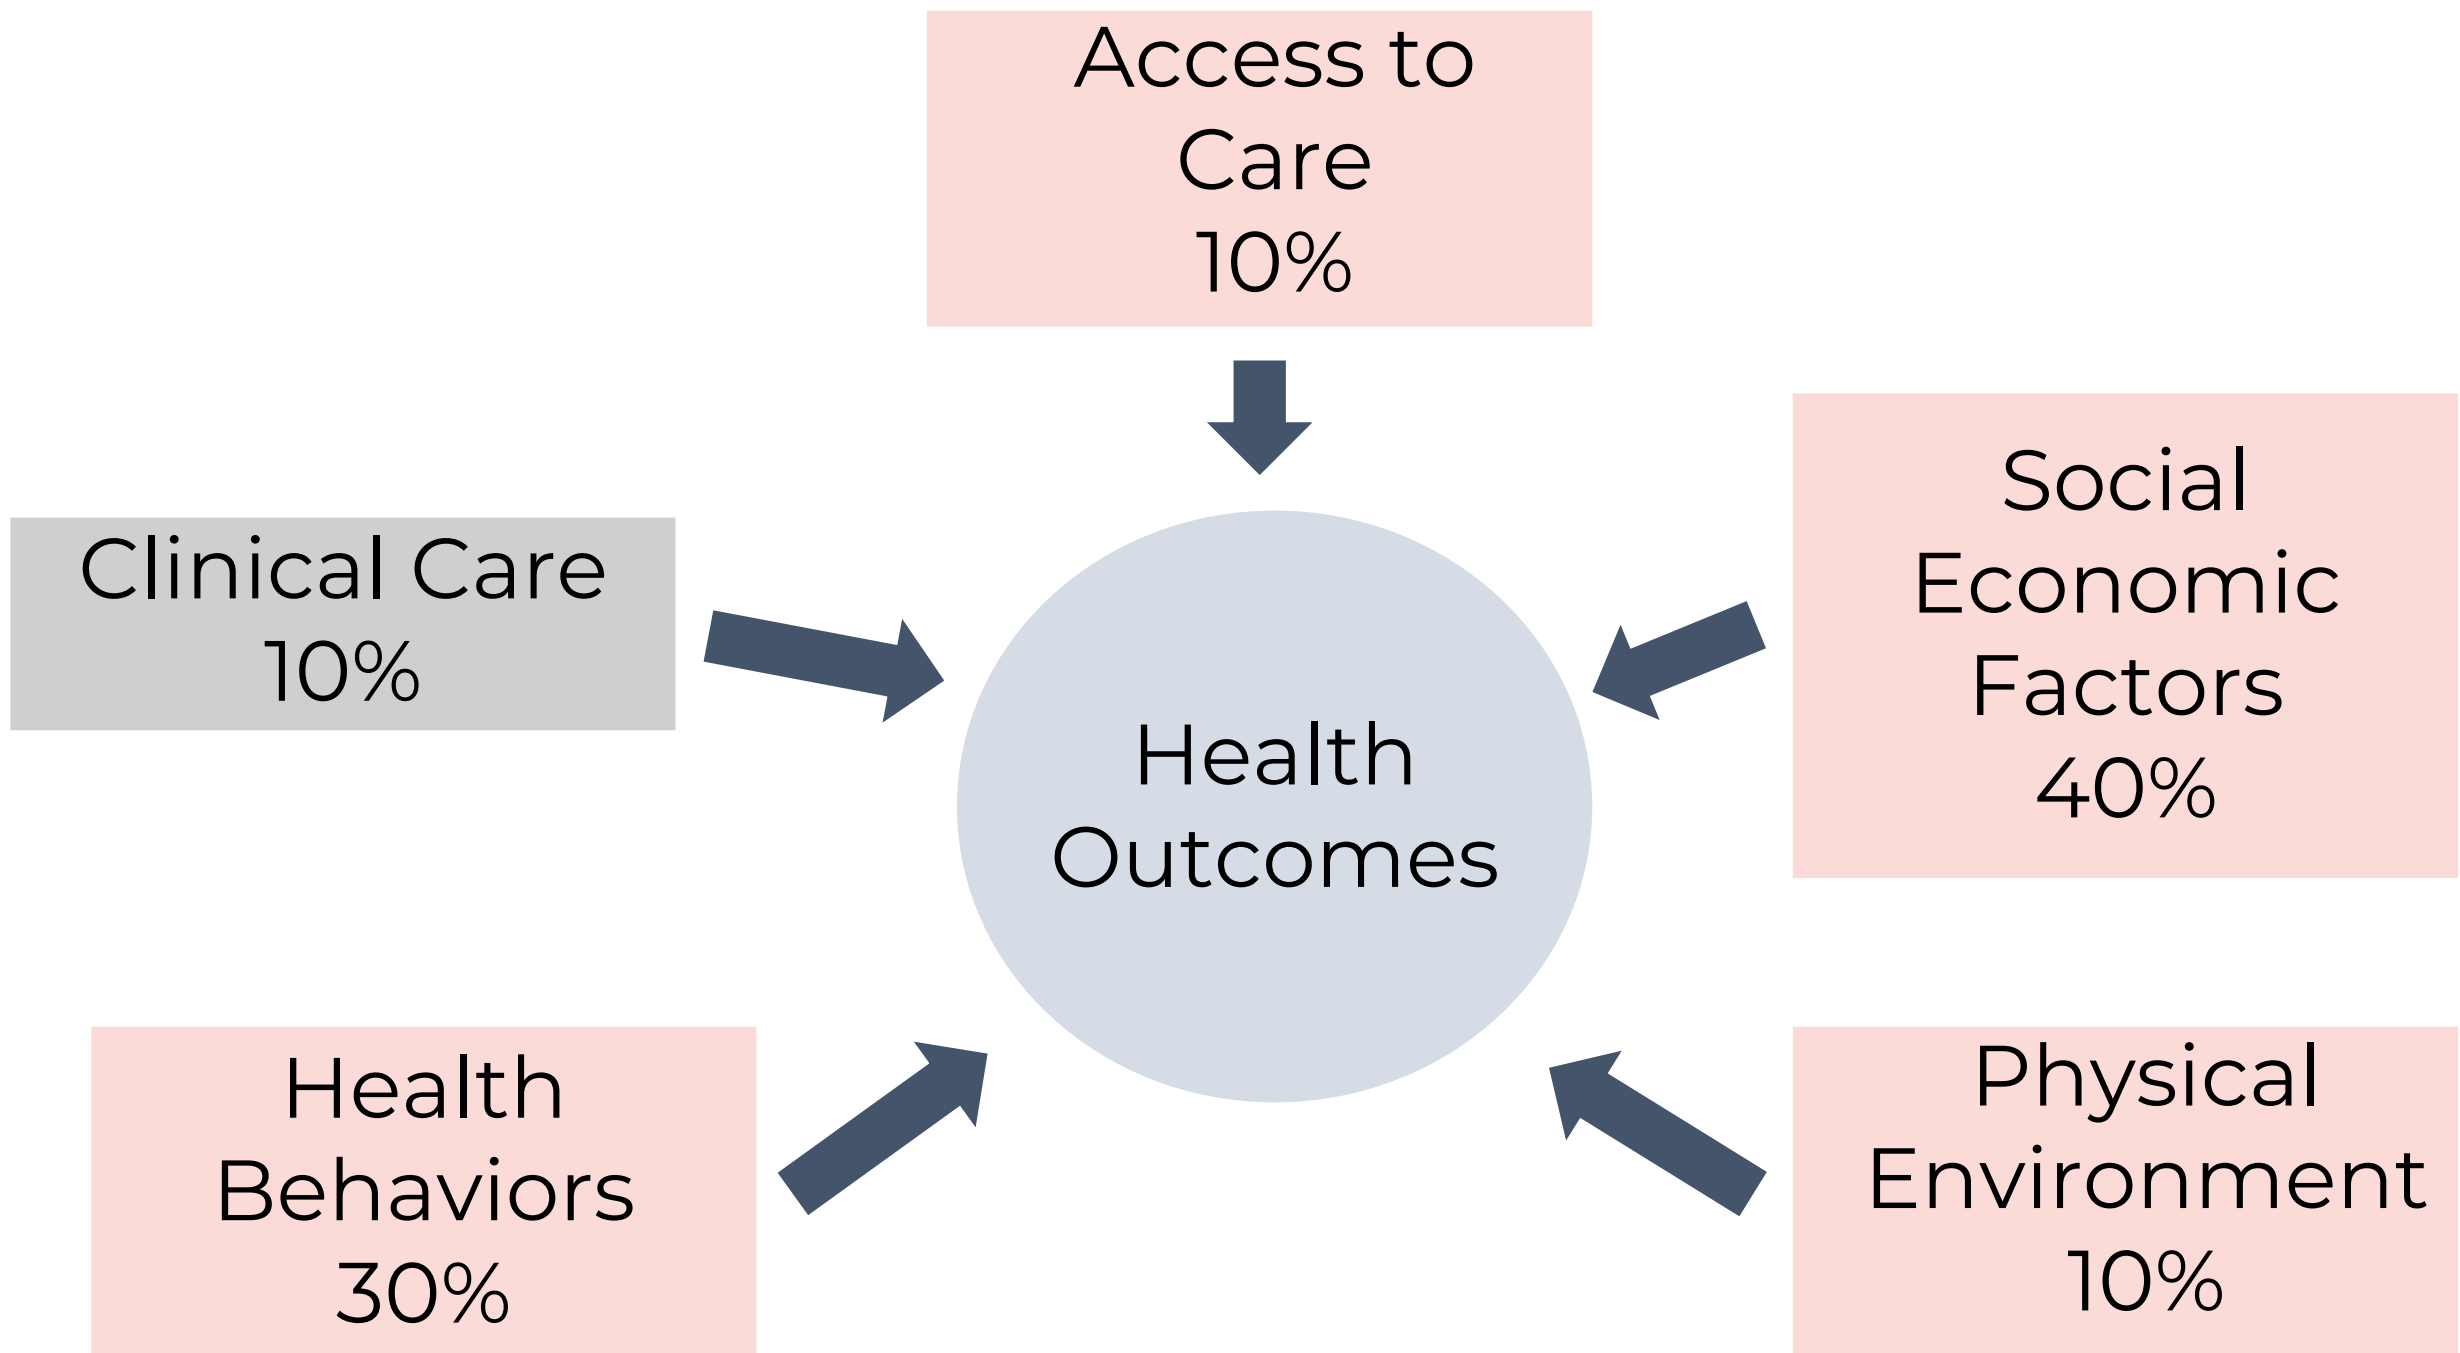 Access to
Care
10%
Clinical Care
10%
Social
Economic
Factors
40%
Health
Outcomes
Health
Behaviors
30%
Physical
Environment
10%